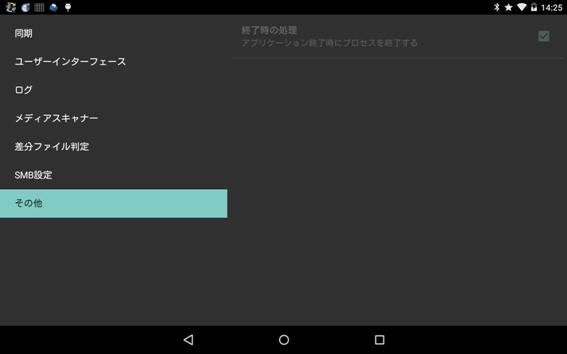 14:25
同期
ユーザーインターフェース
ログ
メディアスキャナー
差分ファイル判定
SMB設定
その他
終了時の処理
アプリケーション終了時にプロセスを終了する